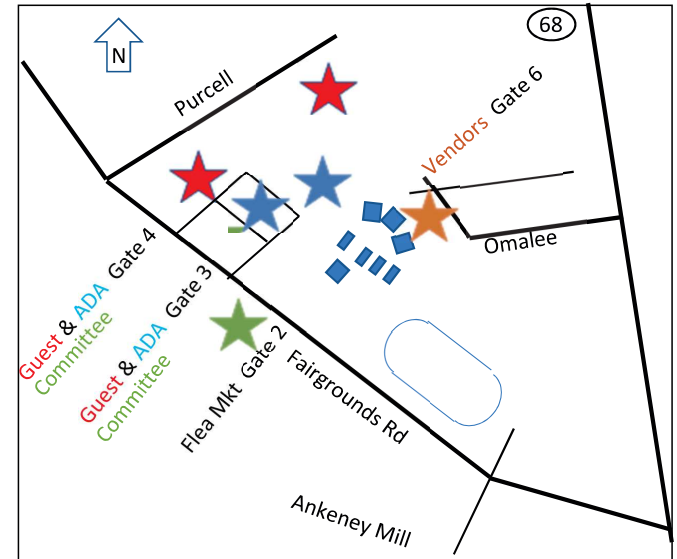 68
N
Purcell
Vendors Gate 6
Omalee
Guest & ADA Gate 4
Committee
Guest & ADA Gate 3
Committee
Flea Mkt Gate 2
Fairgrounds Rd
Ankeney Mill